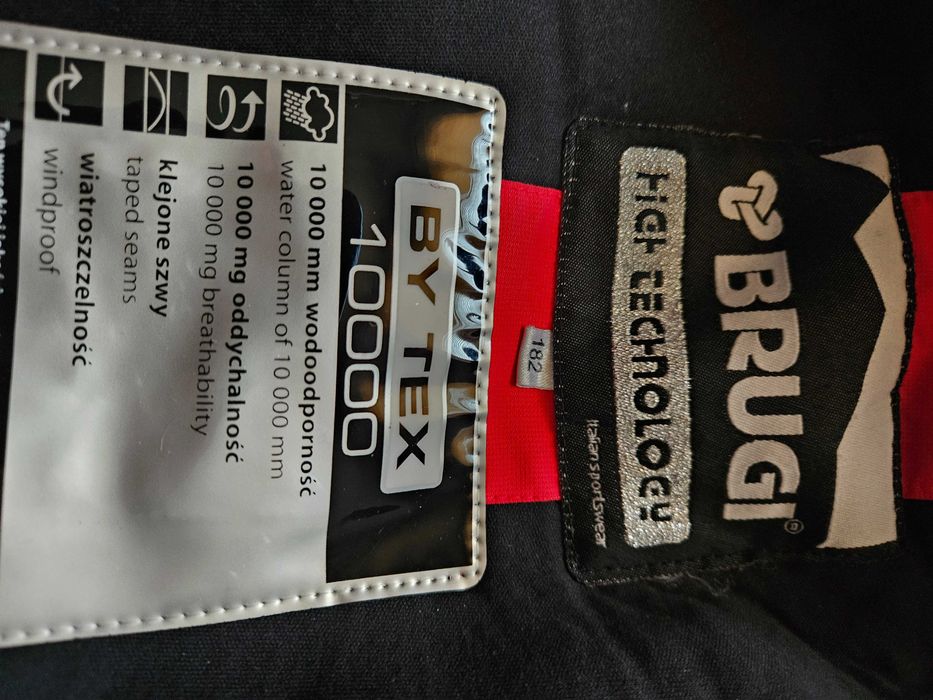 BRUGI®
HIGH TECHNOLOGY
Italian sportswear
182
BY TEX
10000
10 000 mm wodoodporność
water column of 10 000 mm
10 000 mg oddychalność
10 000 mg breathability
klejone szwy
taped seams
wiatroszczelność
windproof